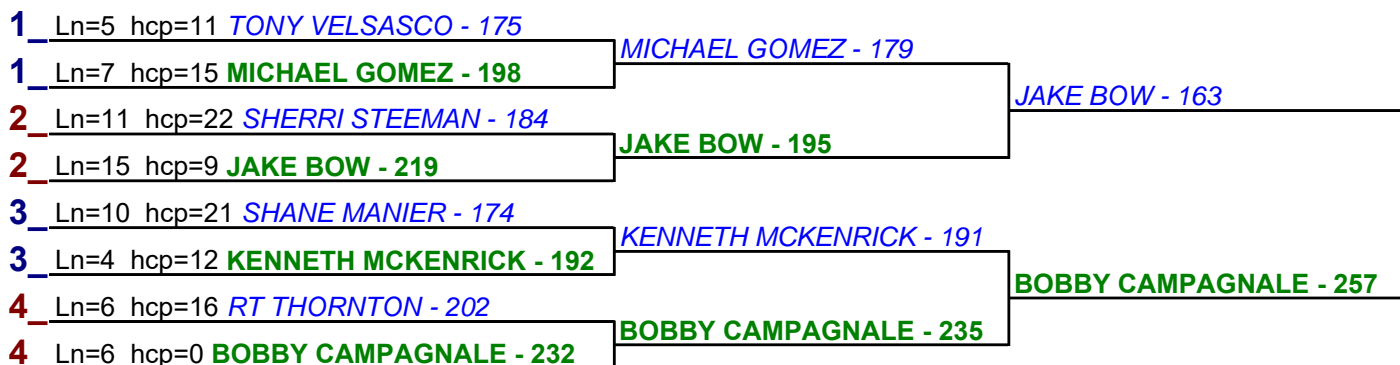 1_ Ln=5 hcp=11 TONY VELSASCO - 175
MICHAEL GOMEZ - 179
1_ Ln=7 hcp=15 MICHAEL GOMEZ - 198
JAKE BOW - 163
2_ Ln=11 hcp=22 SHERRI STEEMAN - 184
JAKE BOW - 195
2_ Ln=15 hcp=9 JAKE BOW - 219
3_ Ln=10 hcp=21 SHANE MANIER - 174
KENNETH MCKENRICK - 191
3_ Ln=4 hcp=12 KENNETH MCKENRICK - 192
BOBBY CAMPAGNALE - 257
4_ Ln=6 hcp=16 RT THORNTON - 202
BOBBY CAMPAGNALE - 235
4 Ln=6 hcp=0 BOBBY CAMPAGNALE - 232